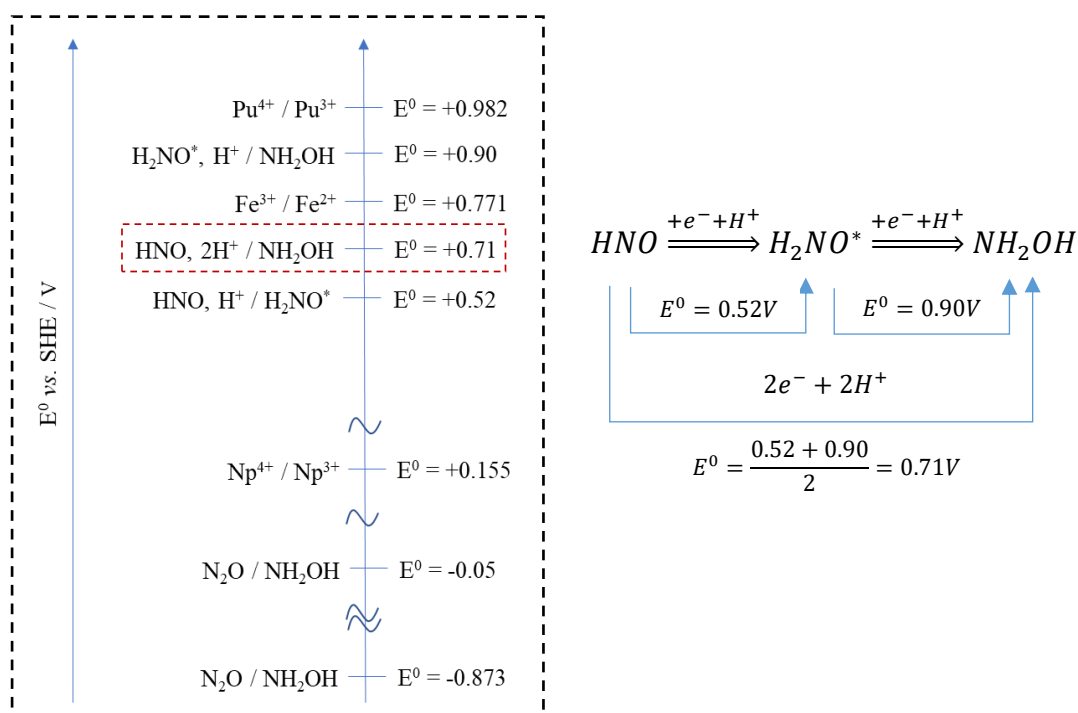 E⁰ vs. SHE / V
Pu⁴⁺ / Pu³⁺ E⁰ = +0.982
H₂NO*, H⁺ / NH₂OH E⁰ = +0.90
Fe³⁺ / Fe²⁺ E⁰ = +0.771
HNO, 2H⁺ / NH₂OH E⁰ = +0.71
HNO, H⁺ / H₂NO* E⁰ = +0.52
Np⁴⁺ / Np³⁺ E⁰ = +0.155
N₂O / NH₂OH E⁰ = -0.05
N₂O / NH₂OH E⁰ = -0.873
+e⁻+H⁺ +e⁻+H⁺
HNO ⟹ H₂NO* ⟹ NH₂OH
E⁰ = 0.52V E⁰ = 0.90V
2e⁻ + 2H⁺
E⁰ = (0.52 + 0.90)/2 = 0.71V